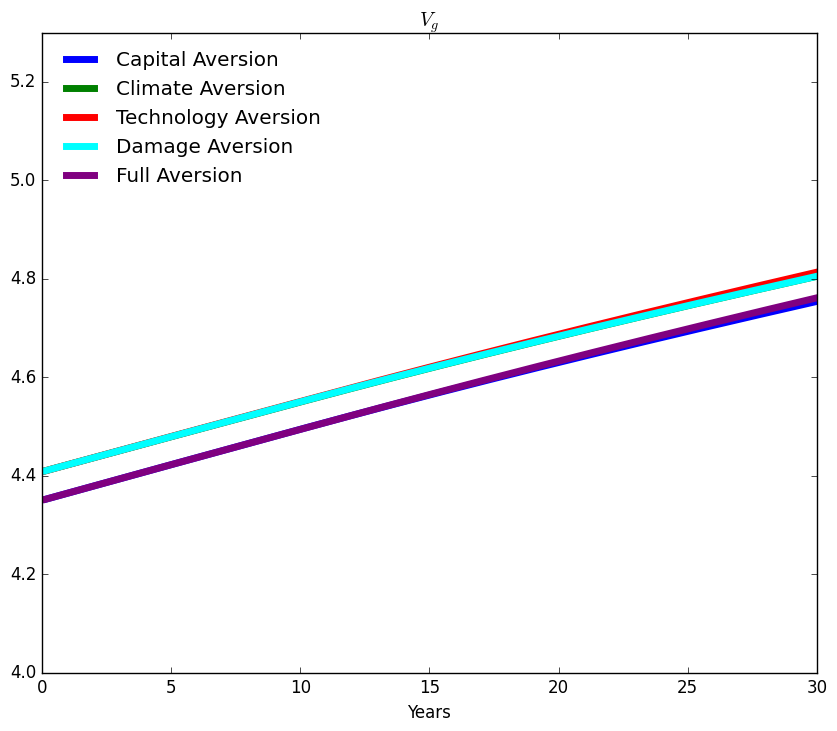 V_g
Capital Aversion
Climate Aversion
Technology Aversion
Damage Aversion
Full Aversion
5.2
5.0
4.8
4.6
4.4
4.2
4.0
0 5 10 15 20 25 30
Years